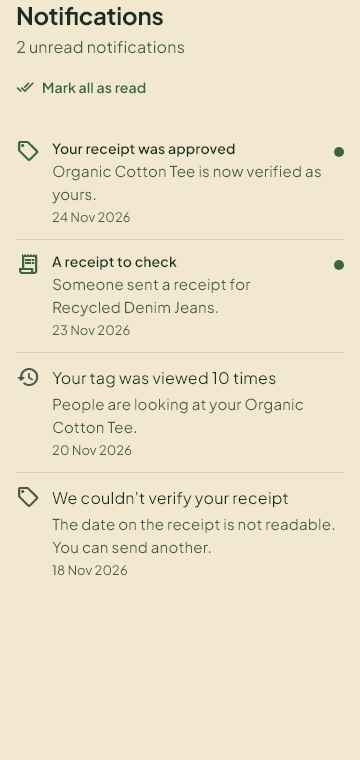 Notifications
2 unread notifications
Mark all as read
Your receipt was approved
Organic Cotton Tee is now verified as
yours.
24 Nov 2026
A receipt to check
Someone sent a receipt for
Recycled Denim Jeans.
23 Nov 2026
Your tag was viewed 10 times
People are looking at your Organic
Cotton Tee.
20 Nov 2026
We couldn't verify your receipt
The date on the receipt is not readable.
You can send another.
18 Nov 2026